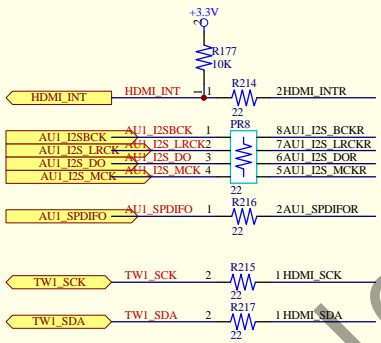 +3.3V
2
R177
10K
1
HDMI_INT HDMI_INT 1 R214 2 HDMI_INTR
22
PR8
AU1_I2SBCK AU1_I2SBCK 1 8 AU1_I2S_BCKR
AU1_I2S_LRCK AU1_I2S_LRCK 2 7 AU1_I2S_LRCKR
AU1_I2S_DO AU1_I2S_DO 3 6 AU1_I2S_DOR
AU1_I2S_MCK AU1_I2S_MCK 4 5 AU1_I2S_MCKR
22
AU1_SPDIFO AU1_SPDIFO 1 R216 2 AU1_SPDIFOR
22
TW1_SCK TW1_SCK 2 R215 1 HDMI_SCK
22
TW1_SDA TW1_SDA 2 R217 1 HDMI_SDA
22